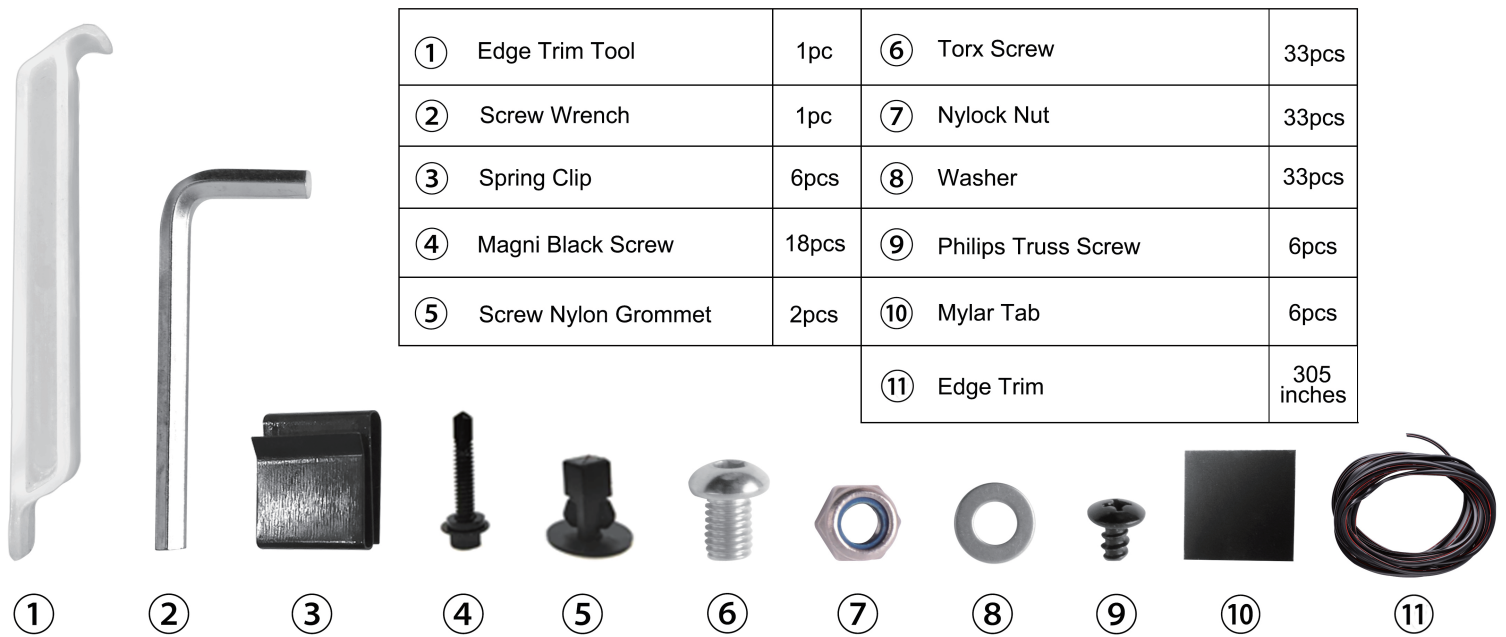 ① Edge Trim Tool 1pc ⑥ Torx Screw 33pcs
② Screw Wrench 1pc ⑦ Nylock Nut 33pcs
③ Spring Clip 6pcs ⑧ Washer 33pcs
④ Magni Black Screw 18pcs ⑨ Philips Truss Screw 6pcs
⑤ Screw Nylon Grommet 2pcs ⑩ Mylar Tab 6pcs
⑪ Edge Trim 305
inches
① ② ③ ④ ⑤ ⑥ ⑦ ⑧ ⑨ ⑩ ⑪